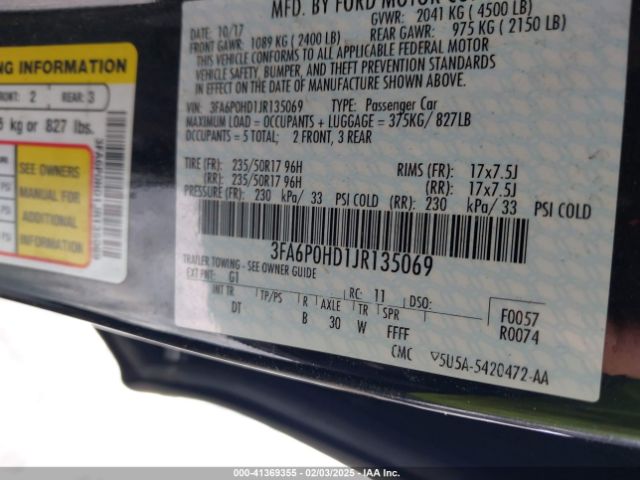 MFD. BY FORD MOTOR CO
DATE: 10/17
GVWR: 2041 KG (4500 LB)
FRONT GAWR: 1089 KG (2400 LB)
REAR GAWR: 975 KG (2150 LB)
THIS VEHICLE CONFORMS TO ALL APPLICABLE FEDERAL MOTOR
VEHICLE SAFETY, BUMPER, AND THEFT PREVENTION STANDARDS
IN EFFECT ON THE DATE OF MANUFACTURE SHOWN ABOVE
VIN: 3FA6P0HD1JR135069 TYPE: Passenger Car
MAXIMUM LOAD = OCCUPANTS + LUGGAGE = 375KG/ 827LB
OCCUPANTS = 5 TOTAL; 2 FRONT, 3 REAR
TIRE (FR): 235/50R17 96H RIMS (FR): 17x7.5J
(RR): 235/50R17 96H (RR): 17x7.5J
PRESSURE (FR): 230 kPa/ 33 PSI COLD (RR): 230 kPa/ 33 PSI COLD
3FA6P0HD1JR135069
TRAILER TOWING - SEE OWNER GUIDE
EXT PNT: G1 RC: 11 DSO:
INT TR TP/PS R AXLE TR SPR
DT B 30 W FFFF
F0057
R0074
CMC 5U5A-5420472-AA
NG INFORMATION
FRONT: 2 REAR: 3
5 kg or 827 lbs.
SEE OWNERS
MANUAL FOR
ADDITIONAL
INFORMATION
PSI
PSI
PSI
000-41369355 - 02/03/2025 - IAA Inc.